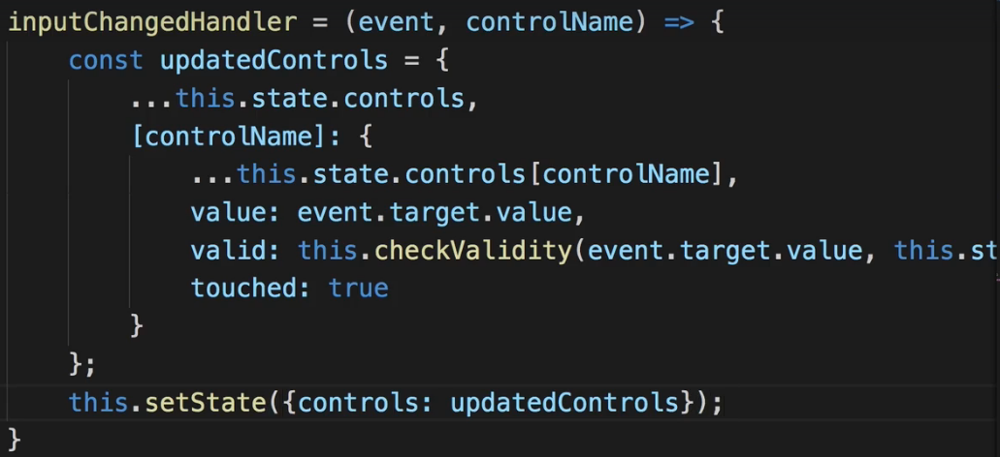 inputChangedHandler = (event, controlName) => {
const updatedControls = {
...this.state.controls,
[controlName]: {
...this.state.controls[controlName],
value: event.target.value,
valid: this.checkValidity(event.target.value, this.st
touched: true
}
};
this.setState({controls: updatedControls});
}